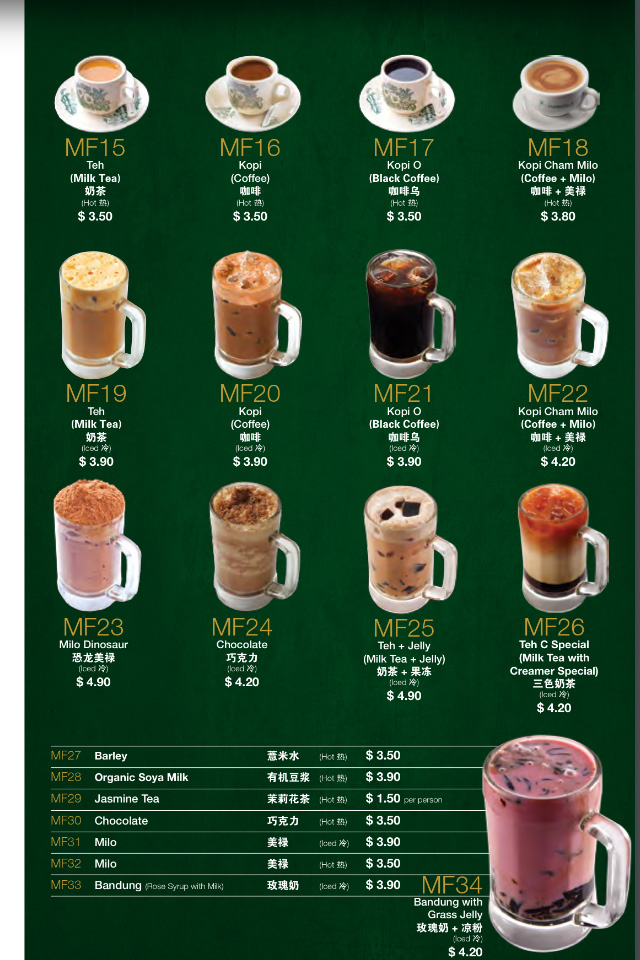 MF15
Teh
(Milk Tea)
奶茶
(Hot 热)
$ 3.50
MF16
Kopi
(Coffee)
咖啡
(Hot 热)
$ 3.50
MF17
Kopi O
(Black Coffee)
咖啡乌
(Hot 热)
$ 3.50
MF18
Kopi Cham Milo
(Coffee + Milo)
咖啡 + 美禄
(Hot 热)
$ 3.80
MF19
Teh
(Milk Tea)
奶茶
(Iced 冷)
$ 3.90
MF20
Kopi
(Coffee)
咖啡
(Iced 冷)
$ 3.90
MF21
Kopi O
(Black Coffee)
咖啡乌
(Iced 冷)
$ 3.90
MF22
Kopi Cham Milo
(Coffee + Milo)
咖啡 + 美禄
(Iced 冷)
$ 4.20
MF23
Milo Dinosaur
恐龙美禄
(Iced 冷)
$ 4.90
MF24
Chocolate
巧克力
(Iced 冷)
$ 4.20
MF25
Teh + Jelly
(Milk Tea + Jelly)
奶茶 + 果冻
(Iced 冷)
$ 4.90
MF26
Teh C Special
(Milk Tea with
Creamer Special)
三色奶茶
(Iced 冷)
$ 4.20
MF27 Barley 薏米水 (Hot 热) $ 3.50
MF28 Organic Soya Milk 有机豆浆 (Hot 热) $ 3.90
MF29 Jasmine Tea 茉莉花茶 (Hot 热) $ 1.50 per person
MF30 Chocolate 巧克力 (Hot 热) $ 3.50
MF31 Milo 美禄 (Iced 冷) $ 3.90
MF32 Milo 美禄 (Hot 热) $ 3.50
MF33 Bandung (Rose Syrup with Milk) 玫瑰奶 (Iced 冷) $ 3.90
MF34
Bandung with
Grass Jelly
玫瑰奶 + 凉粉
(Iced 冷)
$ 4.20